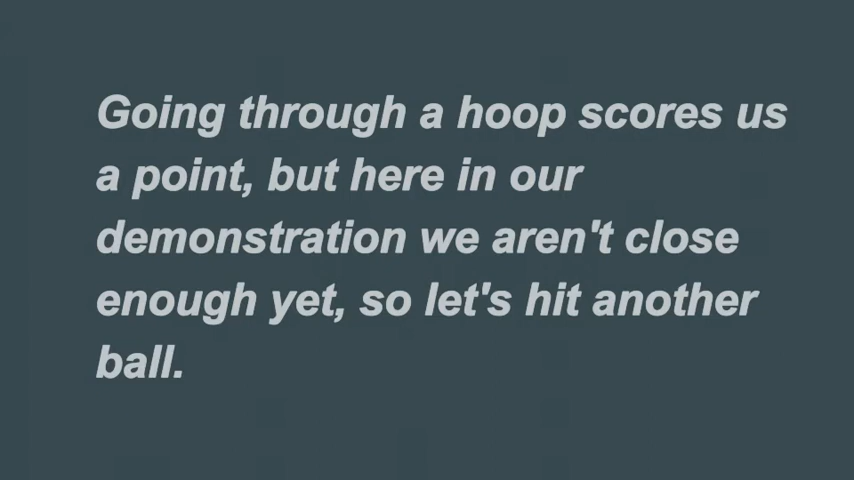 Going through a hoop scores us
a point, but here in our
demonstration we aren't close
enough yet, so let's hit another
ball.